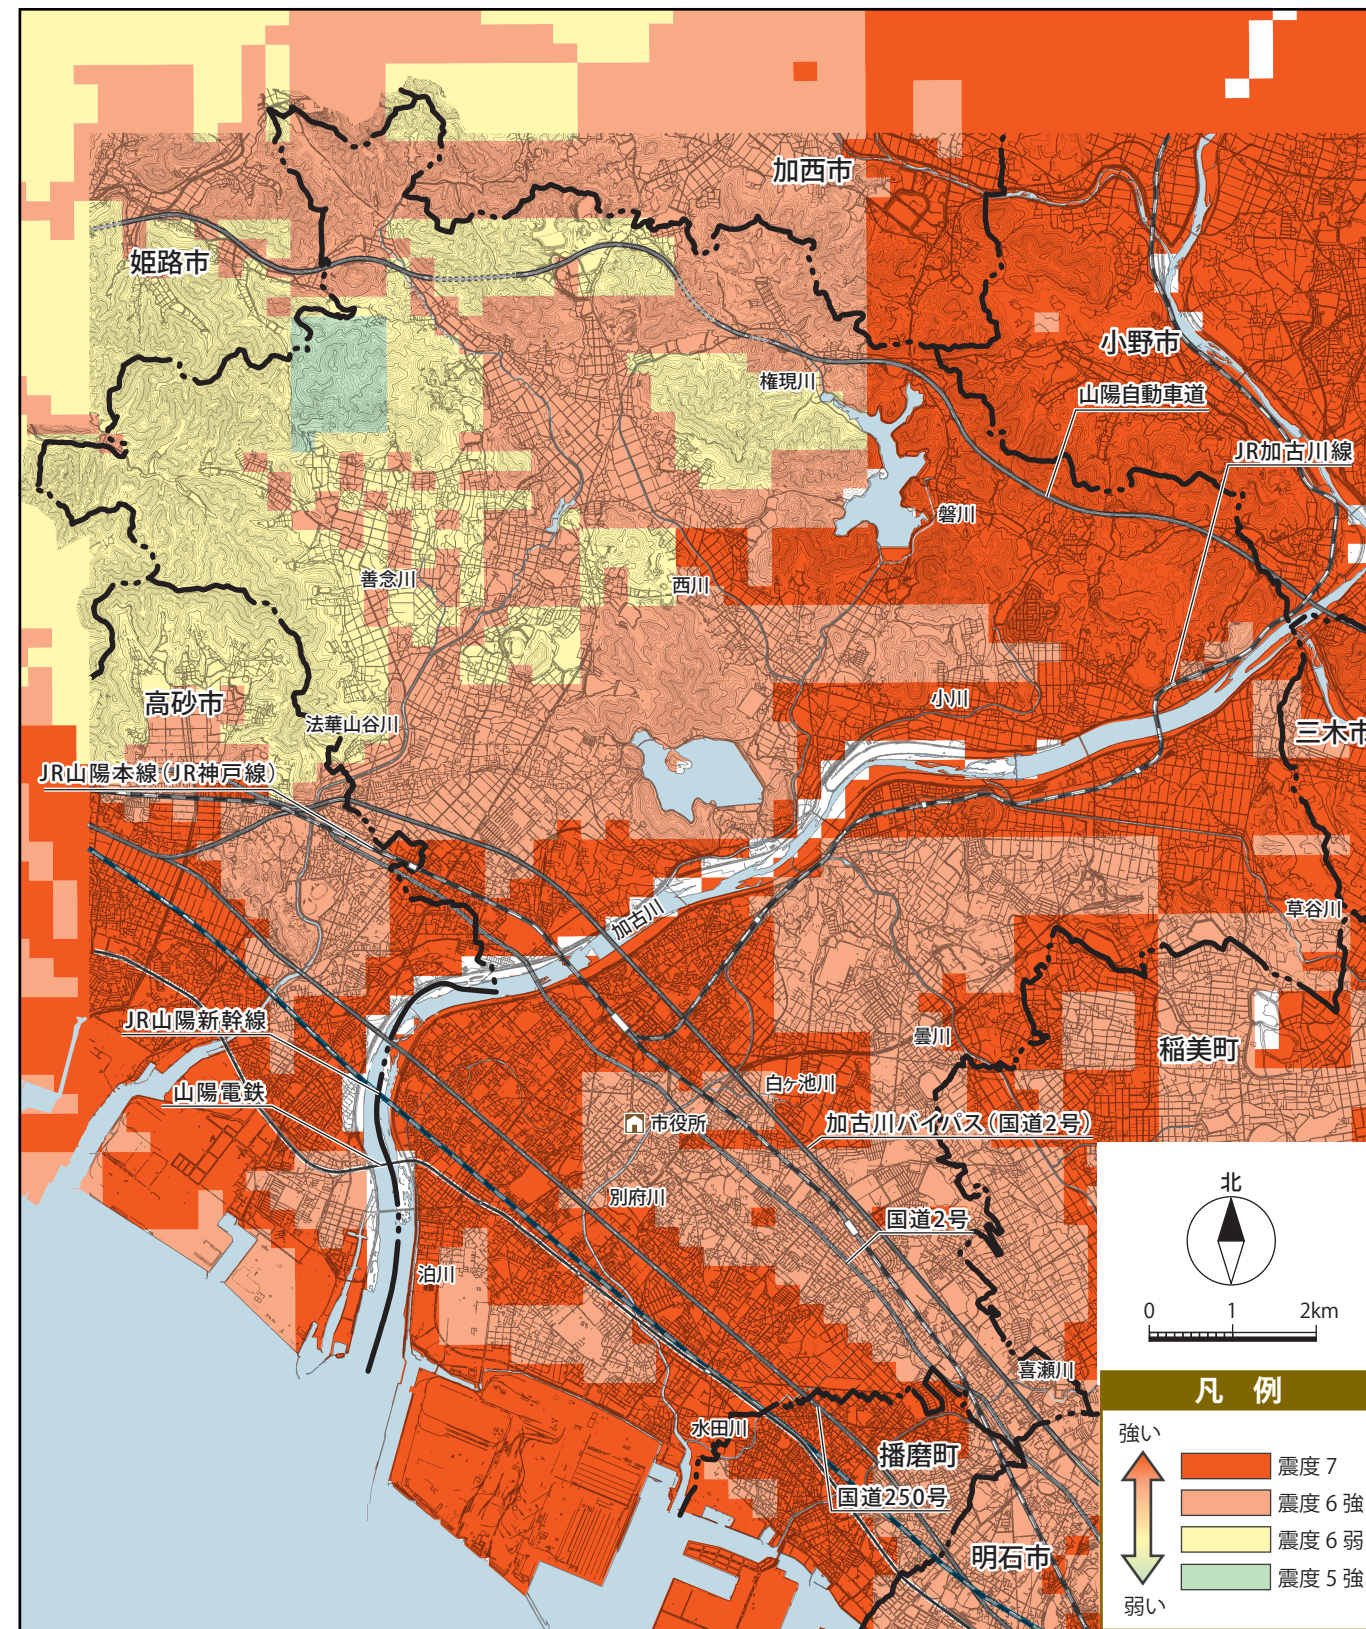 加西市
姫路市
小野市
権現川
山陽自動車道
JR加古川線
磐川
善念川
西川
小川
高砂市
法華山谷川
三木市
JR山陽本線（JR神戸線）
草谷川
加古川
JR山陽新幹線
曇川
稲美町
山陽電鉄
白ヶ池川
市役所
加古川バイパス（国道2号）
北
別府川
国道2号
泊川
0 1 2km
喜瀬川
凡 例
水田川
強い
播磨町
震度7
国道250号
震度6強
震度6弱
明石市
震度5強
弱い